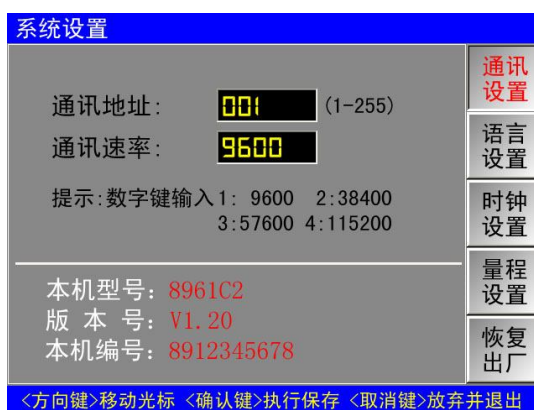 系统设置
通讯地址: 001 (1-255)
通讯速率: 9600
提示:数字键输入1: 9600 2:38400
3:57600 4:115200
本机型号: 8961C2
版 本 号: V1.20
本机编号: 8912345678
通讯
设置
语言
设置
时钟
设置
量程
设置
恢复
出厂
<方向键>移动光标 <确认键>执行保存 <取消键>放弃并退出